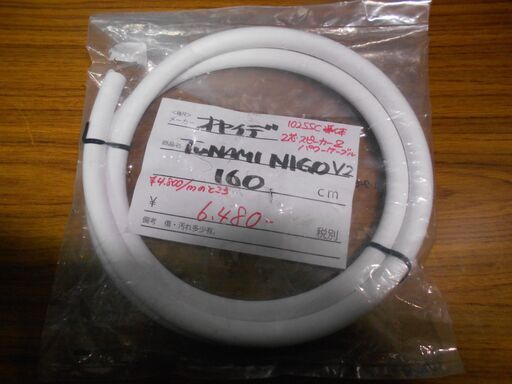 メーカー オヤイデ
102SSC
2芯スピーカー&
パワーケーブル
商品名 TUNAMI NIGO V2
160 cm
¥4.800/mのところ
¥ 6.480-
税別
備考 傷・汚れ多少有。